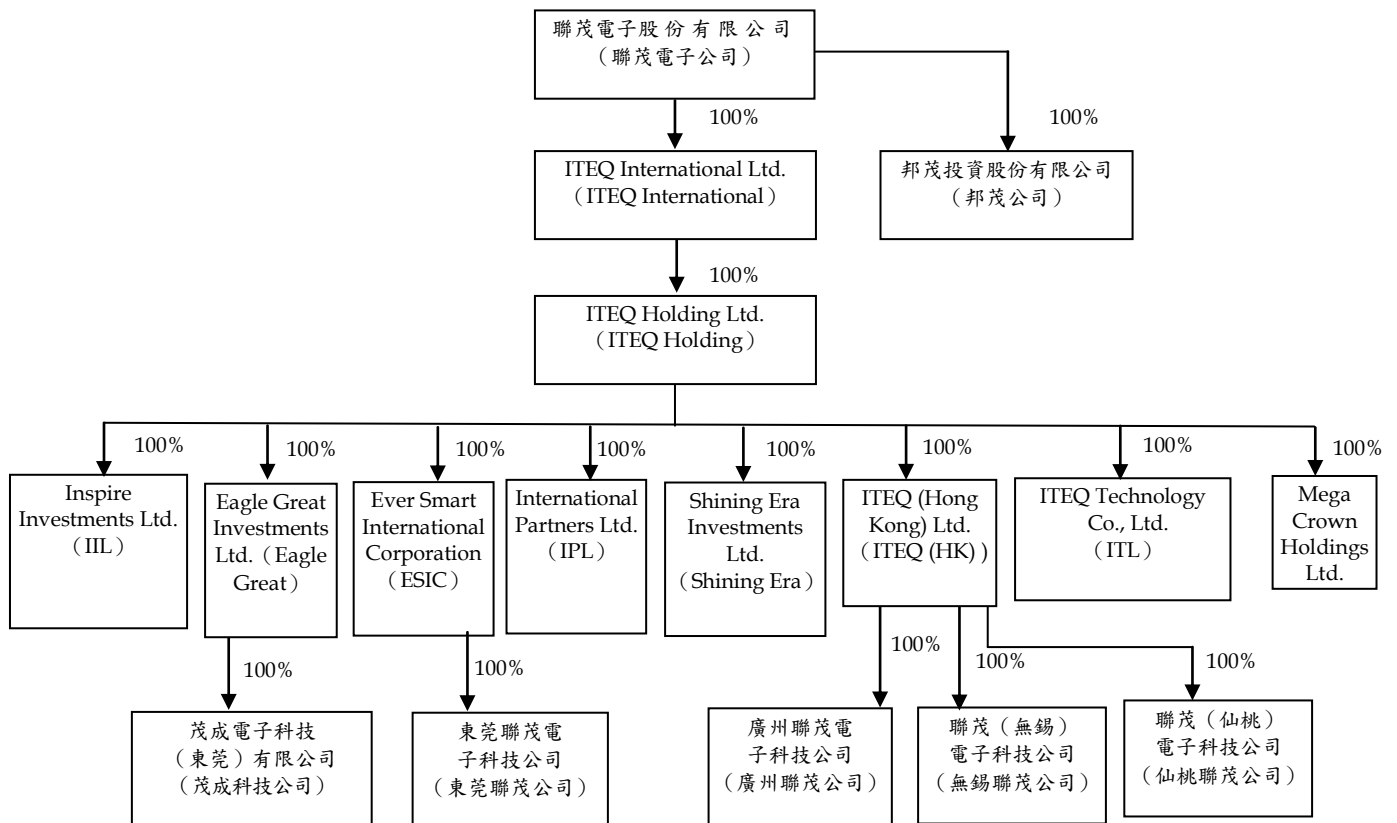 聯茂電子股份有限公司
（聯茂電子公司）
100%
100%
ITEQ International Ltd.
（ITEQ International）
邦茂投資股份有限公司
（邦茂公司）
100%
ITEQ Holding Ltd.
（ITEQ Holding）
100%
100%
100%
100%
100%
100%
100%
100%
Inspire
Investments Ltd.
（IIL）
Eagle Great
Investments
Ltd.（Eagle
Great）
Ever Smart
International
Corporation
（ESIC）
International
Partners Ltd.
（IPL）
Shining Era
Investments
Ltd.
（Shining Era）
ITEQ (Hong
Kong) Ltd.
（ITEQ (HK) ）
ITEQ Technology
Co., Ltd.
（ITL）
Mega
Crown
Holdings
Ltd.
100%
100%
100%
100%
100%
茂成電子科技
（東莞）有限公司
（茂成科技公司）
東莞聯茂電
子科技公司
（東莞聯茂公司）
廣州聯茂電
子科技公司
（廣州聯茂公司）
聯茂（無錫）
電子科技公司
（無錫聯茂公司）
聯茂（仙桃）
電子科技公司
（仙桃聯茂公司）